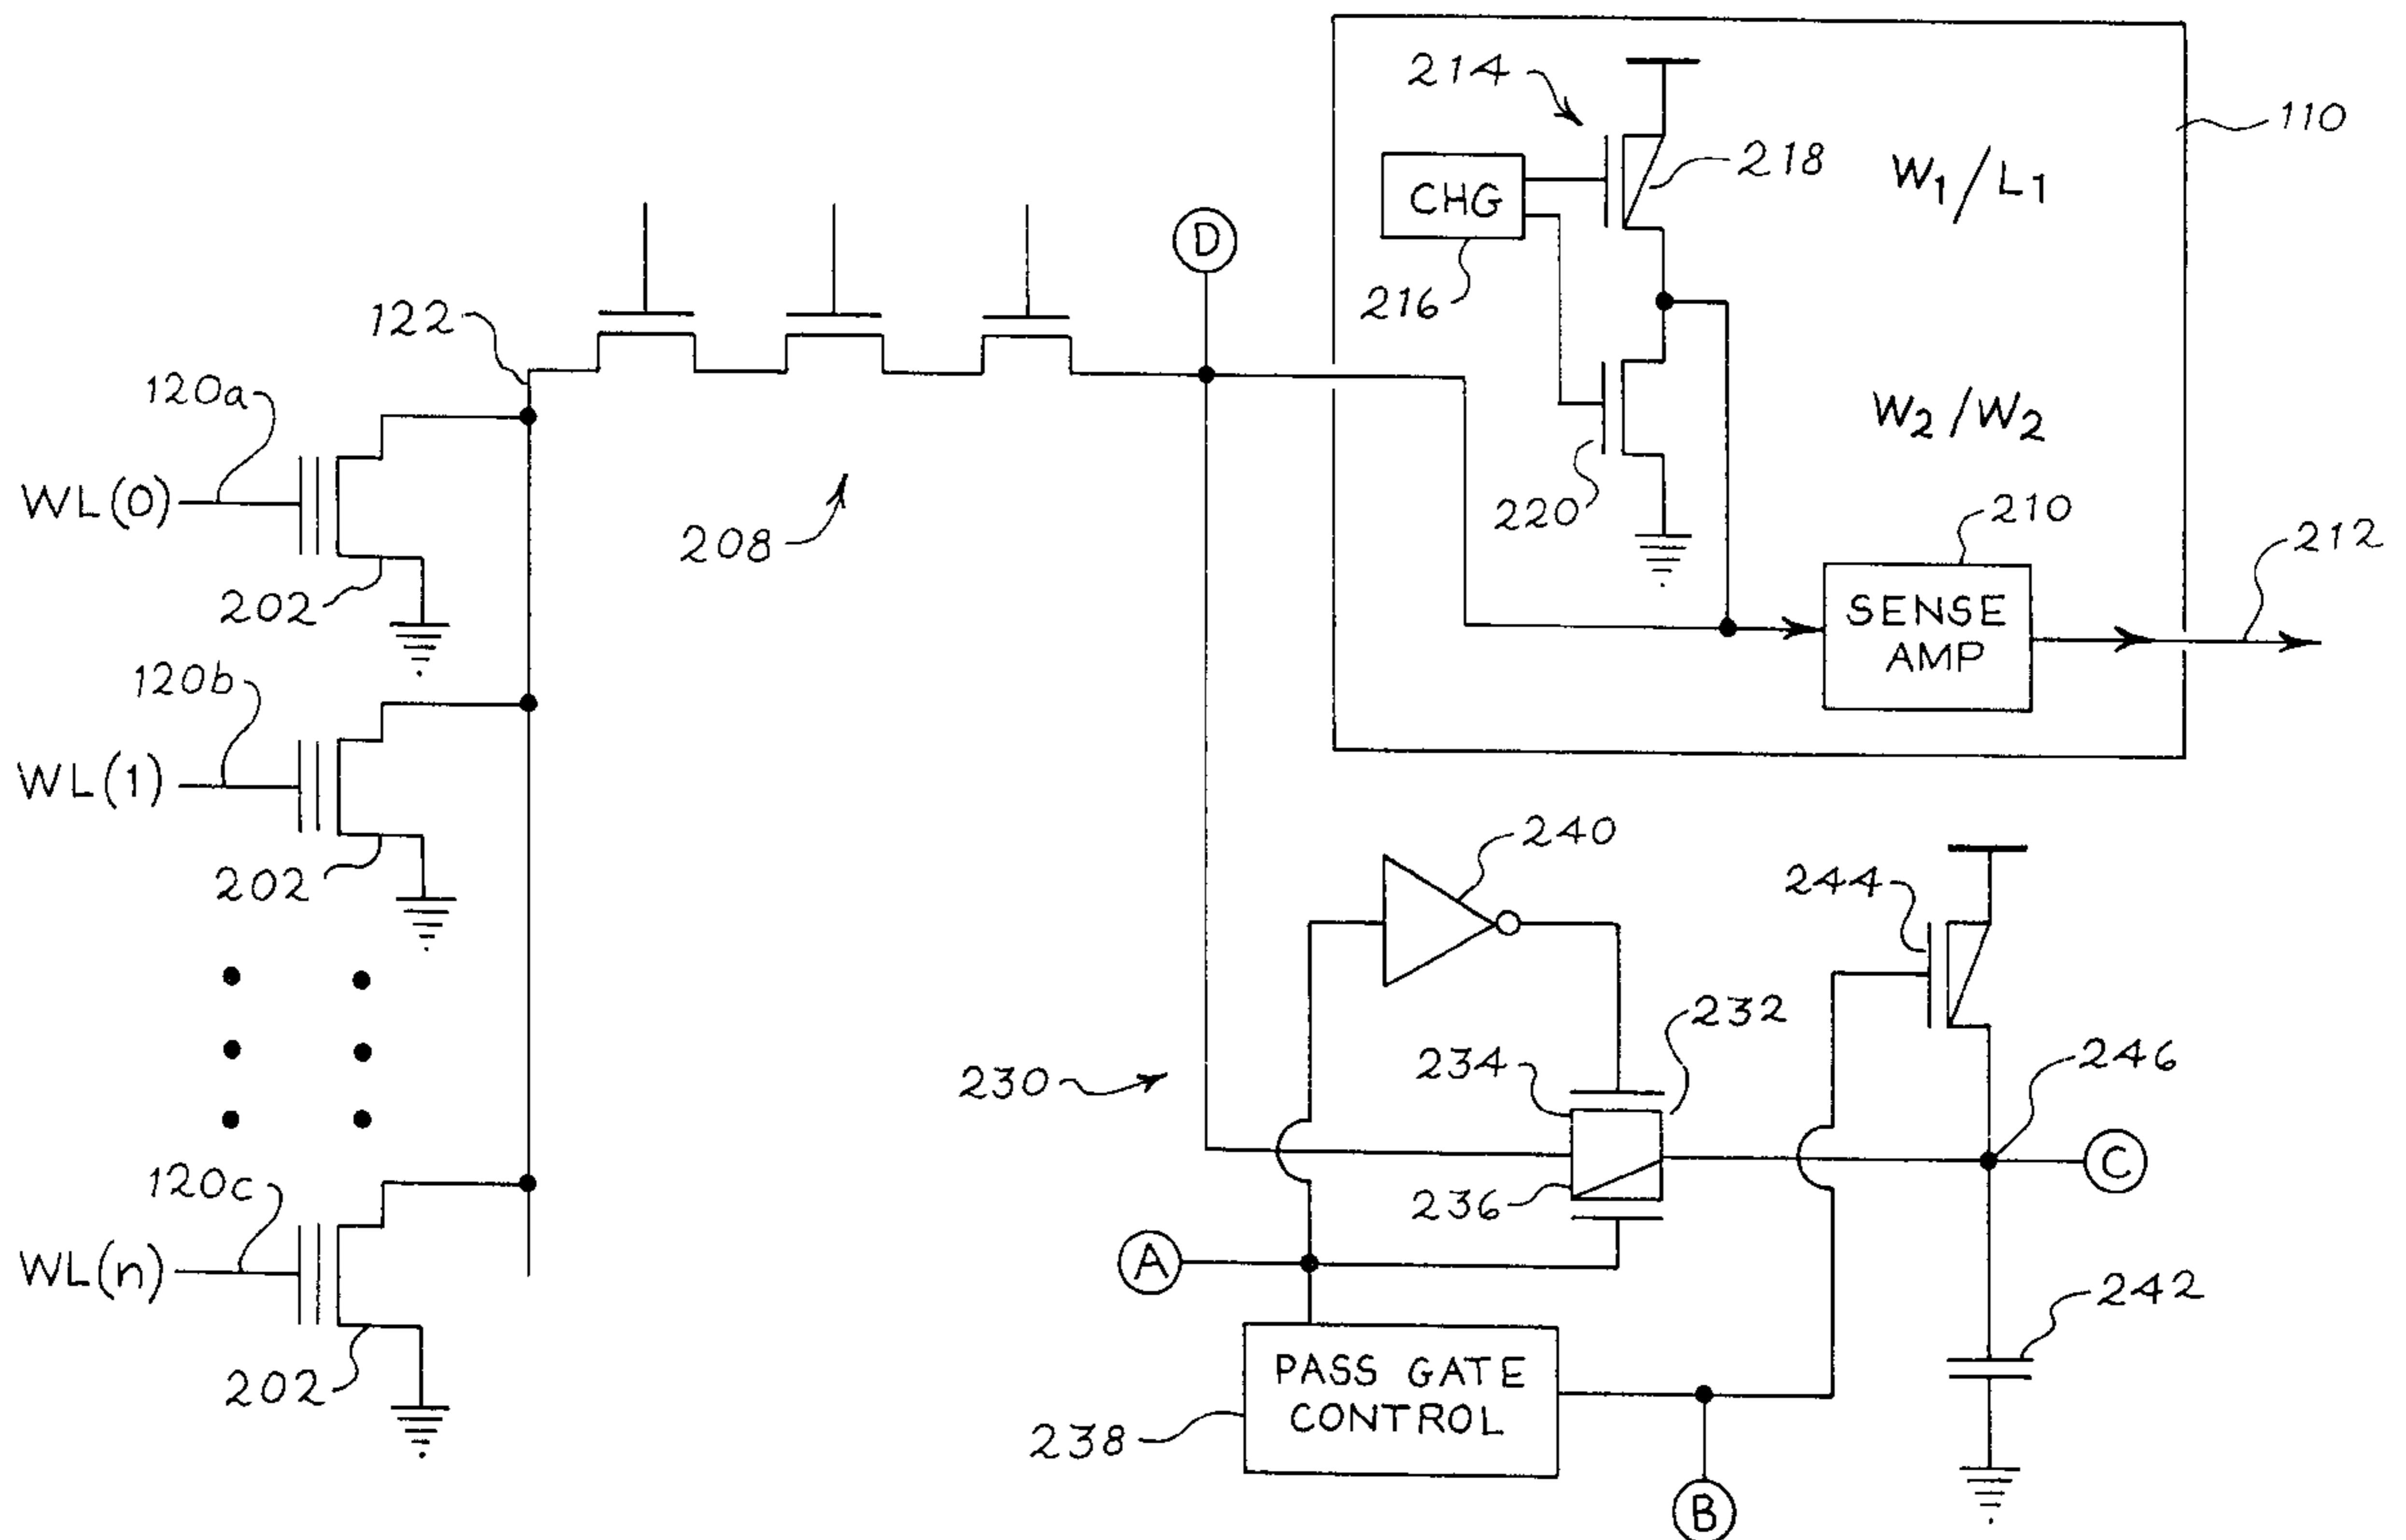 214
110
218
W1/L1
CHG
D
216
122
120a
W2/W2
WL(0)
220
210
212
208
SENSE
AMP
202
120b
WL(1)
240
244
202
232
234
246
230
C
120c
236
WL(n)
A
242
PASS GATE
CONTROL
202
238
B